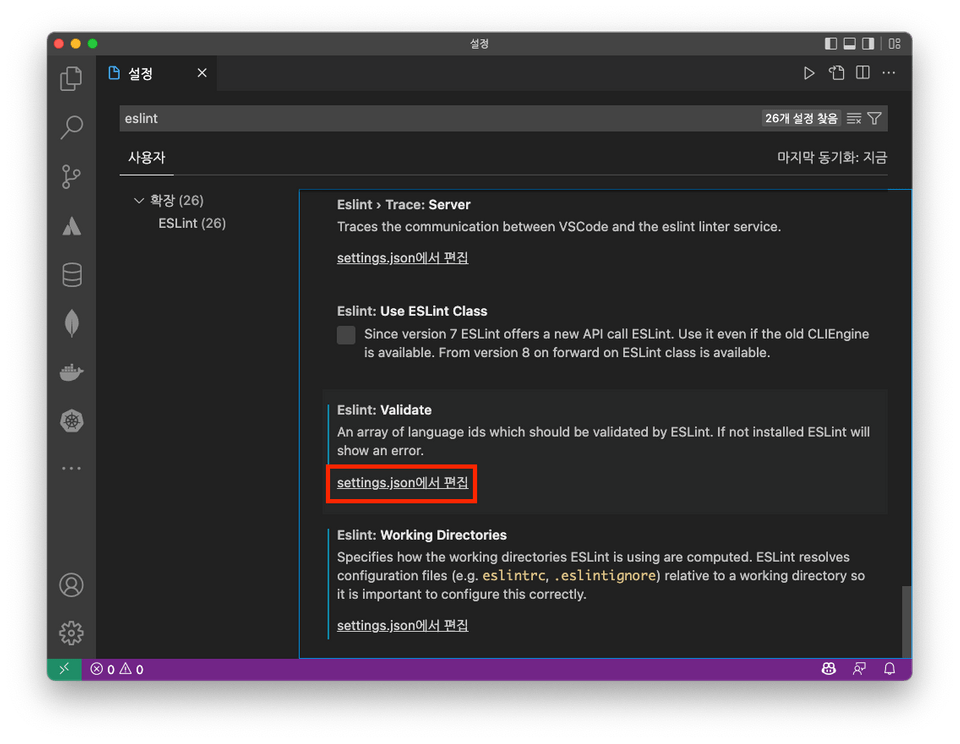 설정
설정
eslint
26개 설정 찾음
사용자
마지막 동기화: 지금
확장 (26)
ESLint (26)
Eslint › Trace: Server
Traces the communication between VSCode and the eslint linter service.
settings.json에서 편집
Eslint: Use ESLint Class
Since version 7 ESLint offers a new API call ESLint. Use it even if the old CLIEngine
is available. From version 8 on forward on ESLint class is available.
Eslint: Validate
An array of language ids which should be validated by ESLint. If not installed ESLint will
show an error.
settings.json에서 편집
Eslint: Working Directories
Specifies how the working directories ESLint is using are computed. ESLint resolves
configuration files (e.g. eslintrc, .eslintignore) relative to a working directory so
it is important to configure this correctly.
settings.json에서 편집
0 0